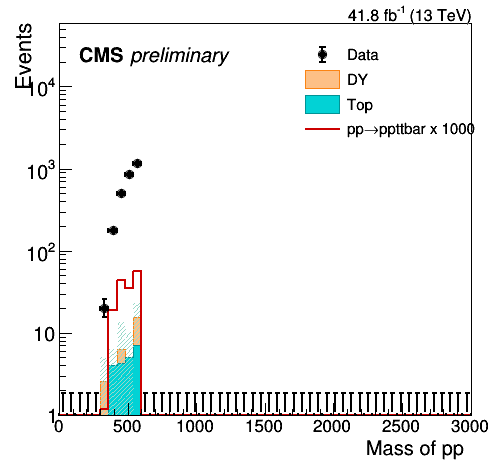 41.8 fb⁻¹ (13 TeV)
Events
CMS preliminary
Data
DY
Top
pp→ppttbar x 1000
10⁴
10³
10²
10
1
0 500 1000 1500 2000 2500 3000
Mass of pp